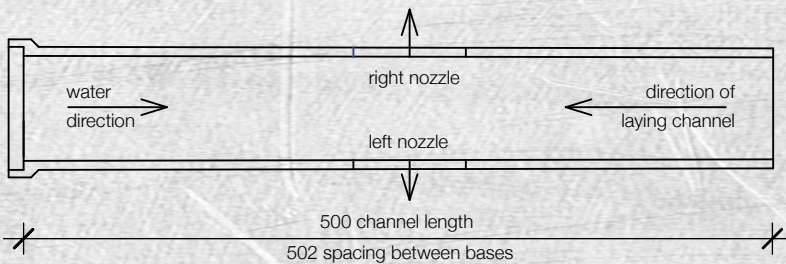 right nozzle
water
direction
direction of
laying channel
left nozzle
500 channel length
502 spacing between bases